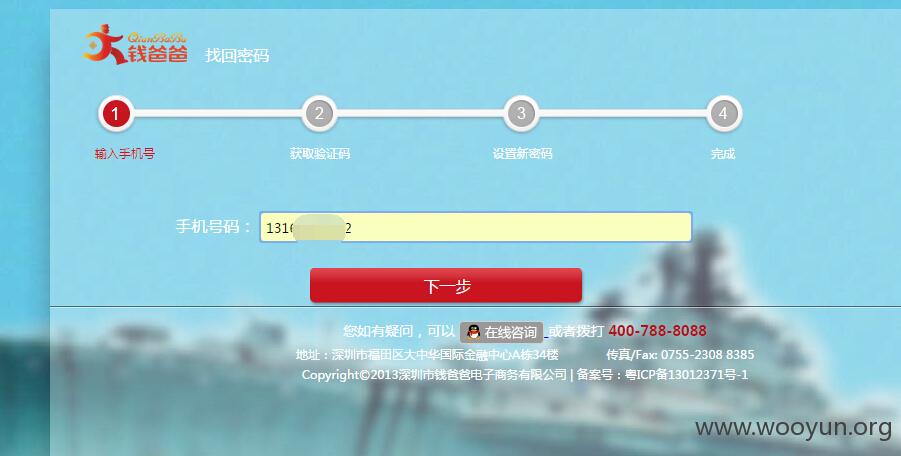 QianBaBa
钱爸爸 找回密码
1 2 3 4
输入手机号 获取验证码 设置新密码 完成
手机号码： 1316 2
下一步
您如有疑问，可以 在线咨询 或者拨打 400-788-8088
地址：深圳市福田区大中华国际金融中心A栋34楼 传真/Fax: 0755-2308 8385
Copyright©2013深圳市钱爸爸电子商务有限公司 | 备案号：粤ICP备13012371号-1
www.wooyun.org